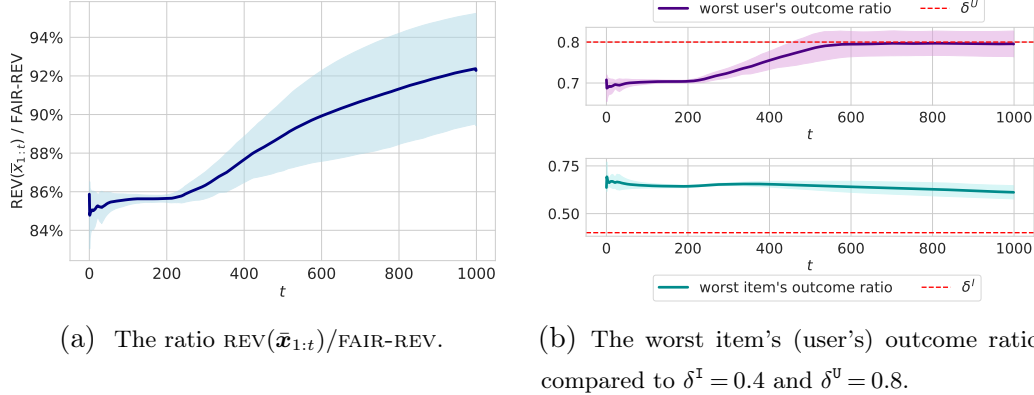 94%
92%
90%
88%
86%
84%
REV(x̄₁:ₜ) / FAIR-REV
0 200 400 600 800 1000
t
worst user's outcome ratio δᵁ
0.8
0.7
0 200 400 600 800 1000
t
0.75
0.50
0 200 400 600 800 1000
t
worst item's outcome ratio δᴵ
(a) The ratio REV(x̄₁:ₜ)/FAIR-REV.
(b) The worst item's (user's) outcome ratio
compared to δᴵ = 0.4 and δᵁ = 0.8.